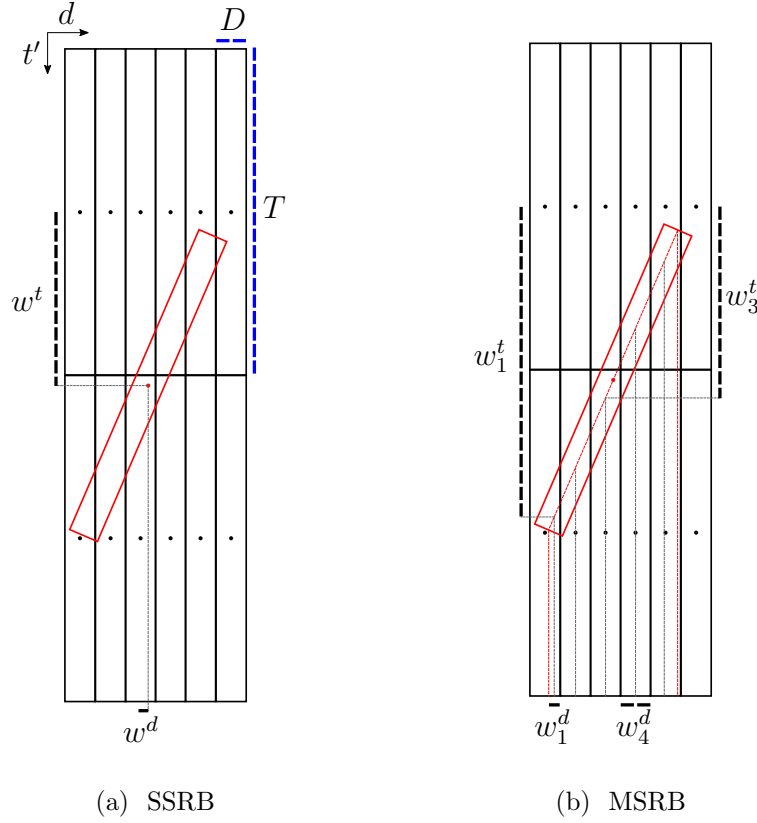 d
D
t′
T
w^t
w_1^t
w_3^t
w^d
w_1^d
w_4^d
(a) SSRB
(b) MSRB